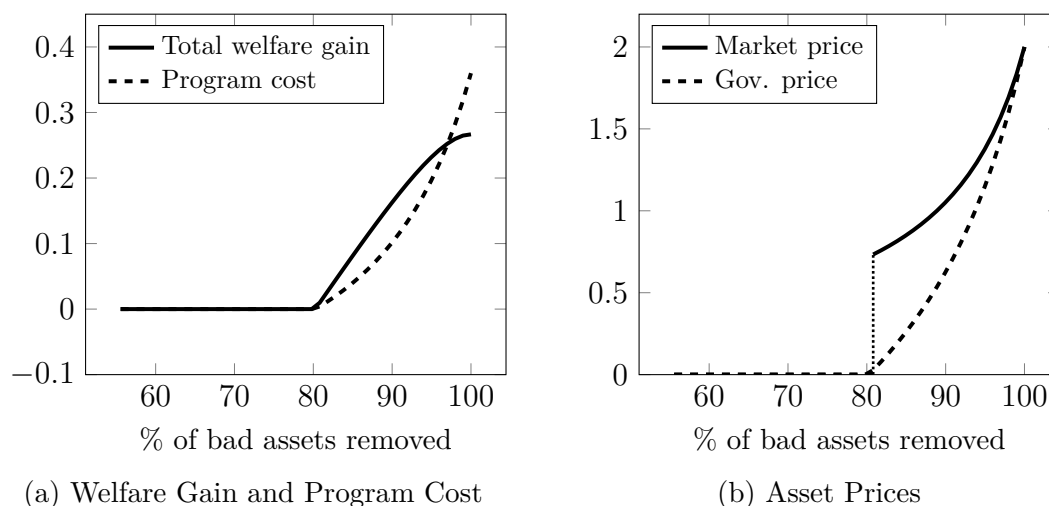 0.4
0.3
0.2
0.1
0
−0.1
60 70 80 90 100
Total welfare gain
Program cost
% of bad assets removed
(a) Welfare Gain and Program Cost
2
1.5
1
0.5
0
60 70 80 90 100
Market price
Gov. price
% of bad assets removed
(b) Asset Prices